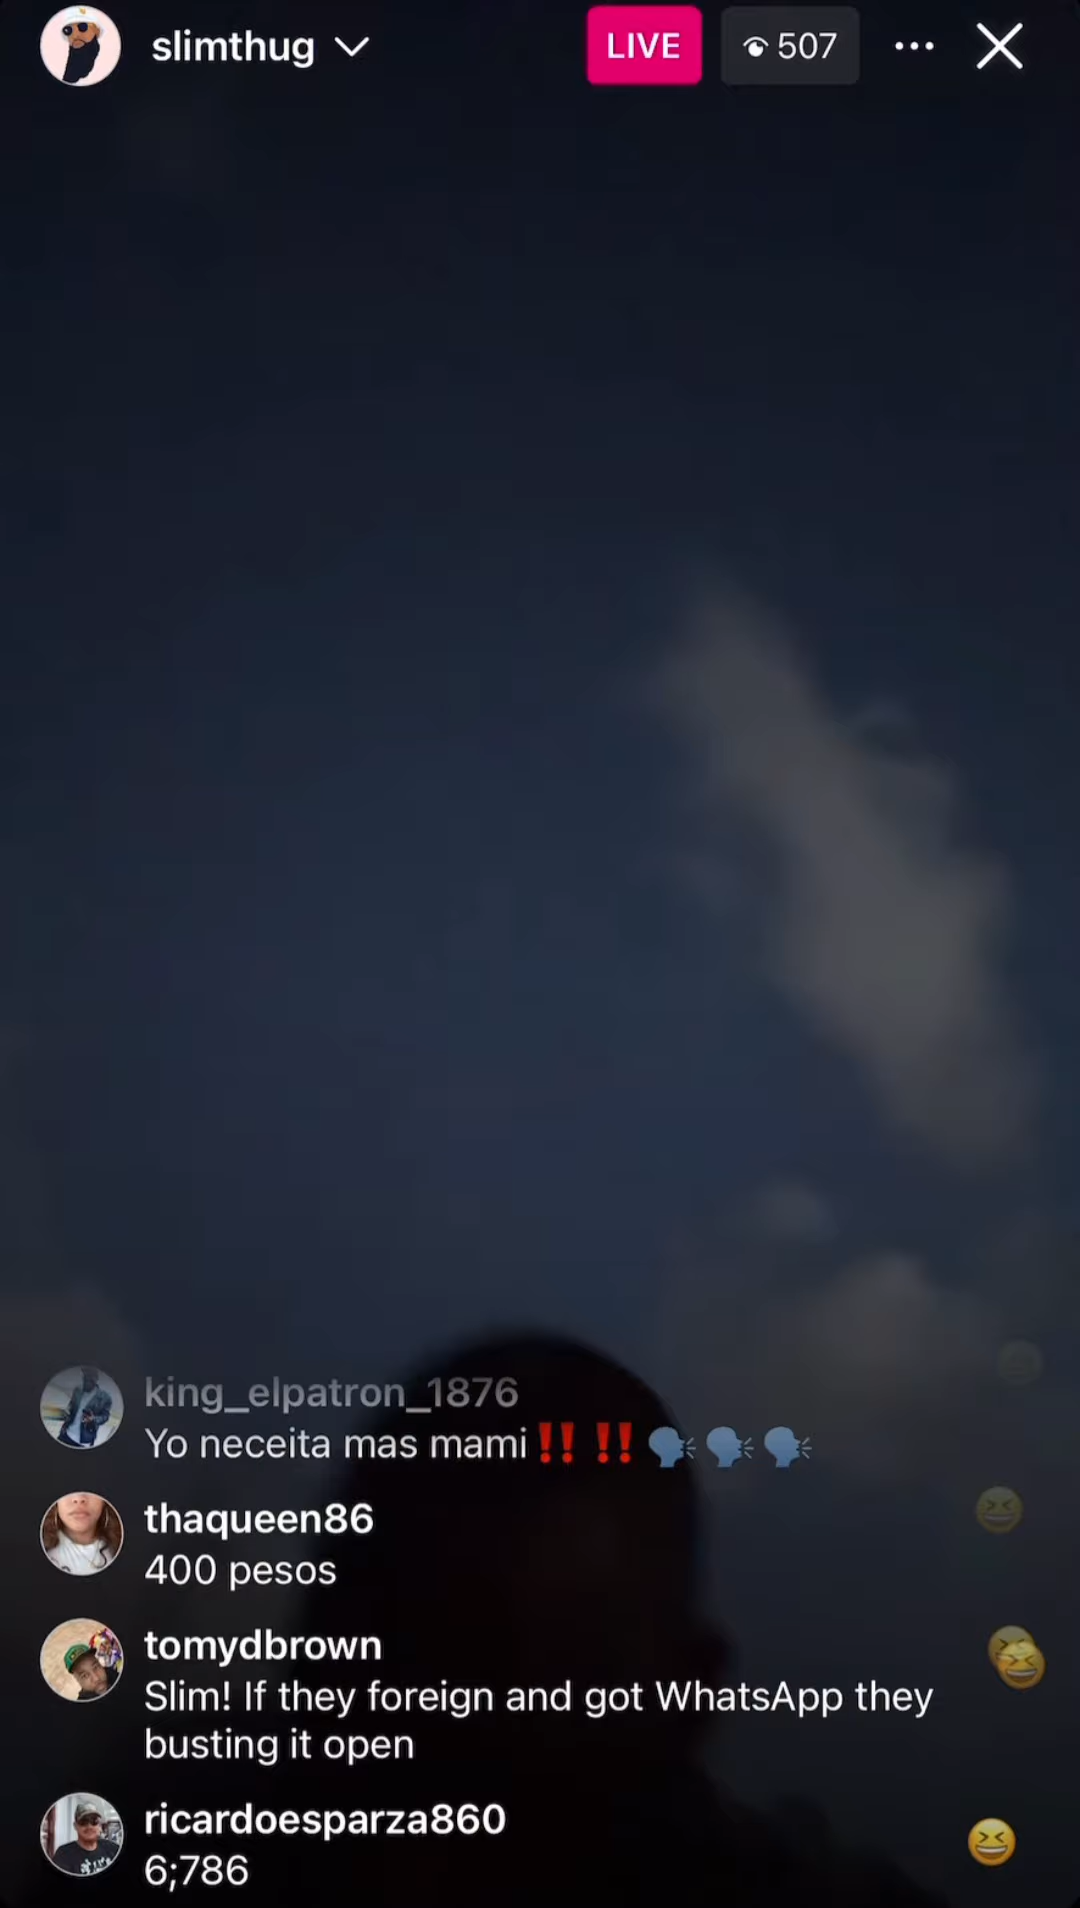 slimthug
LIVE
507
king_elpatron_1876
Yo neceita mas mami‼️ ‼️ 🗣️ 🗣️ 🗣️
thaqueen86
400 pesos
tomydbrown
Slim! If they foreign and got WhatsApp they
busting it open
ricardoesparza860
6;786